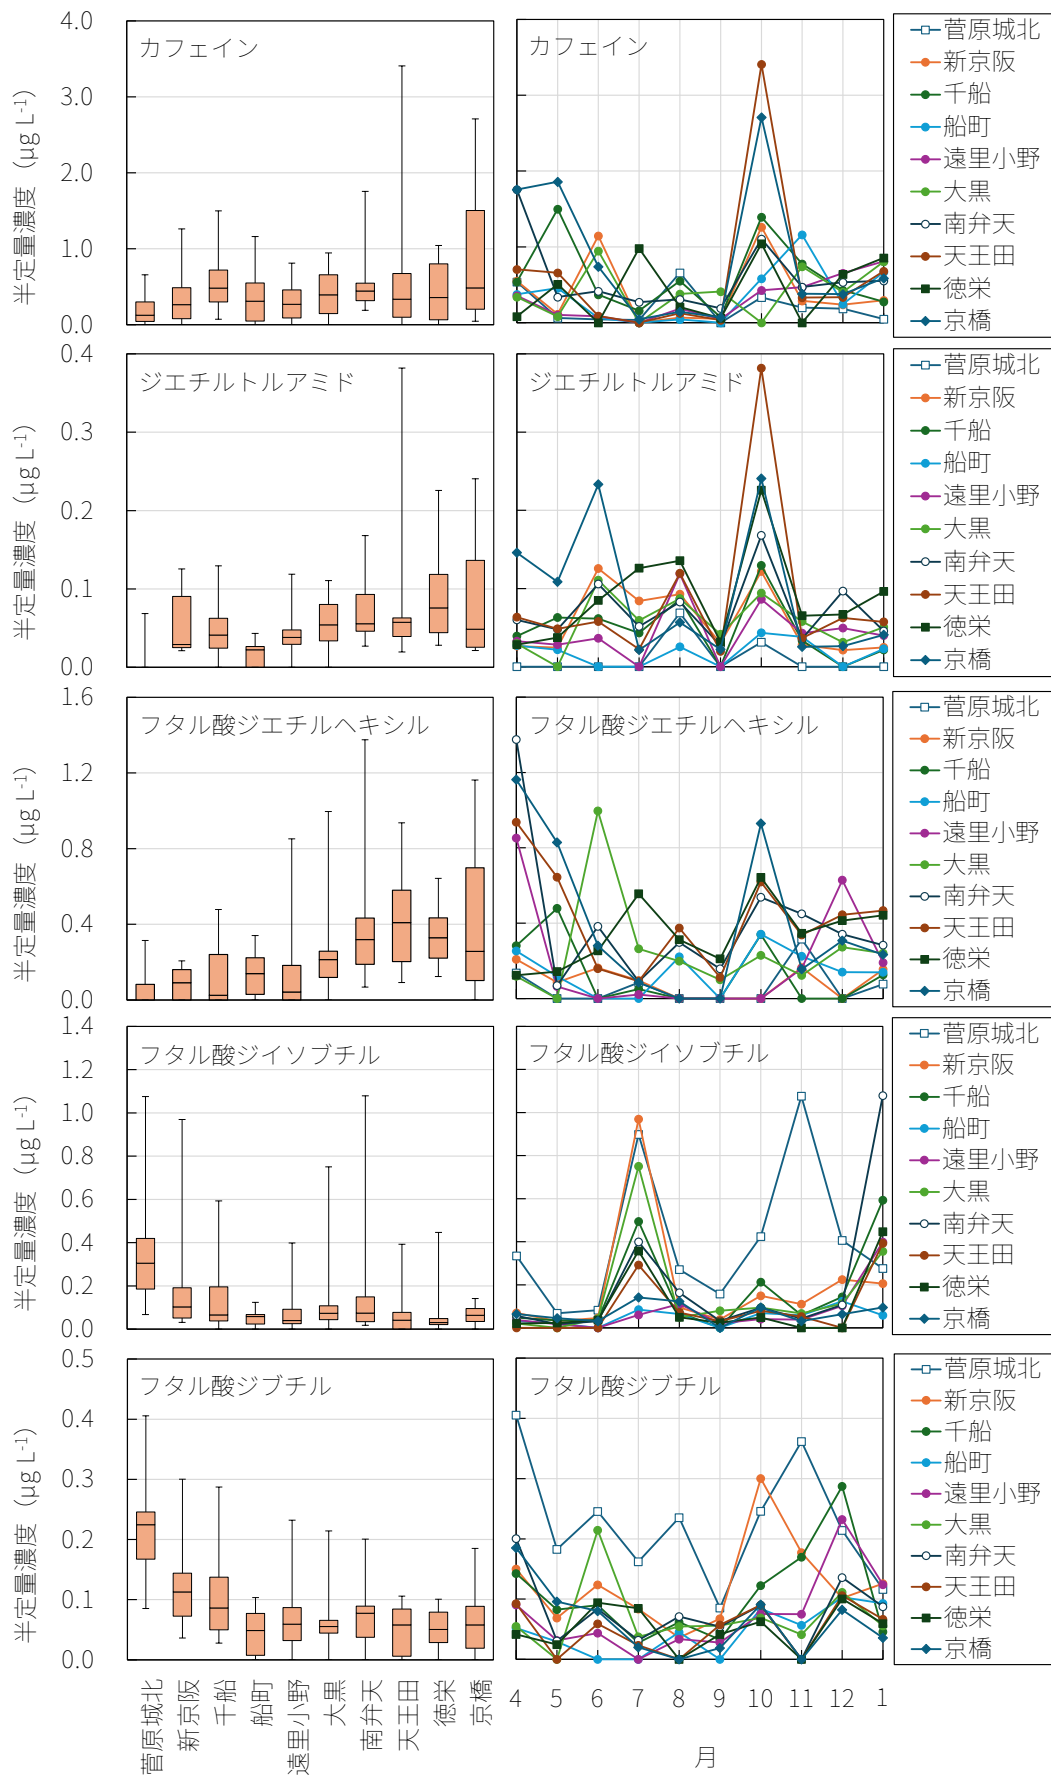 カフェイン
半定量濃度 (μg L-1)
4.0
3.0
2.0
1.0
0.0
カフェイン
菅原城北
新京阪
千船
船町
遠里小野
大黒
南弁天
天王田
徳栄
京橋
ジエチルトルアミド
半定量濃度 (μg L-1)
0.4
0.3
0.2
0.1
0.0
ジエチルトルアミド
菅原城北
新京阪
千船
船町
遠里小野
大黒
南弁天
天王田
徳栄
京橋
フタル酸ジエチルヘキシル
半定量濃度 (μg L-1)
1.6
1.2
0.8
0.4
0.0
フタル酸ジエチルヘキシル
菅原城北
新京阪
千船
船町
遠里小野
大黒
南弁天
天王田
徳栄
京橋
フタル酸ジイソブチル
半定量濃度 (μg L-1)
1.4
1.2
1.0
0.8
0.6
0.4
0.2
0.0
フタル酸ジイソブチル
菅原城北
新京阪
千船
船町
遠里小野
大黒
南弁天
天王田
徳栄
京橋
フタル酸ジブチル
半定量濃度 (μg L-1)
0.5
0.4
0.3
0.2
0.1
0.0
フタル酸ジブチル
菅原城北
新京阪
千船
船町
遠里小野
大黒
南弁天
天王田
徳栄
京橋
菅原城北
新京阪
千船
船町
遠里小野
大黒
南弁天
天王田
徳栄
京橋
4 5 6 7 8 9 10 11 12 1
月